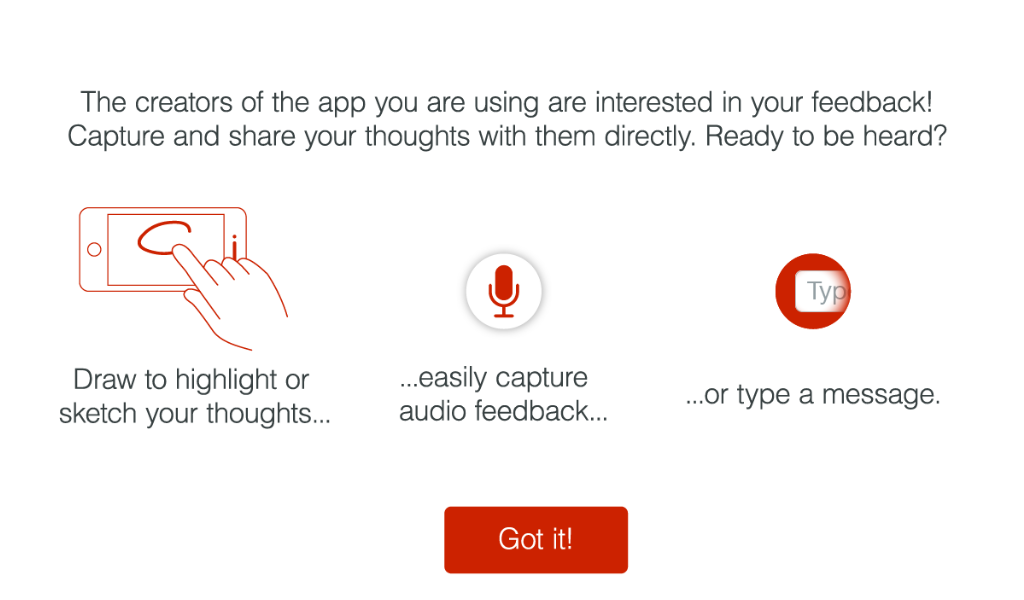 The creators of the app you are using are interested in your feedback!
Capture and share your thoughts with them directly. Ready to be heard?
i
Typ
Draw to highlight or
sketch your thoughts...
...easily capture
audio feedback...
...or type a message.
Got it!